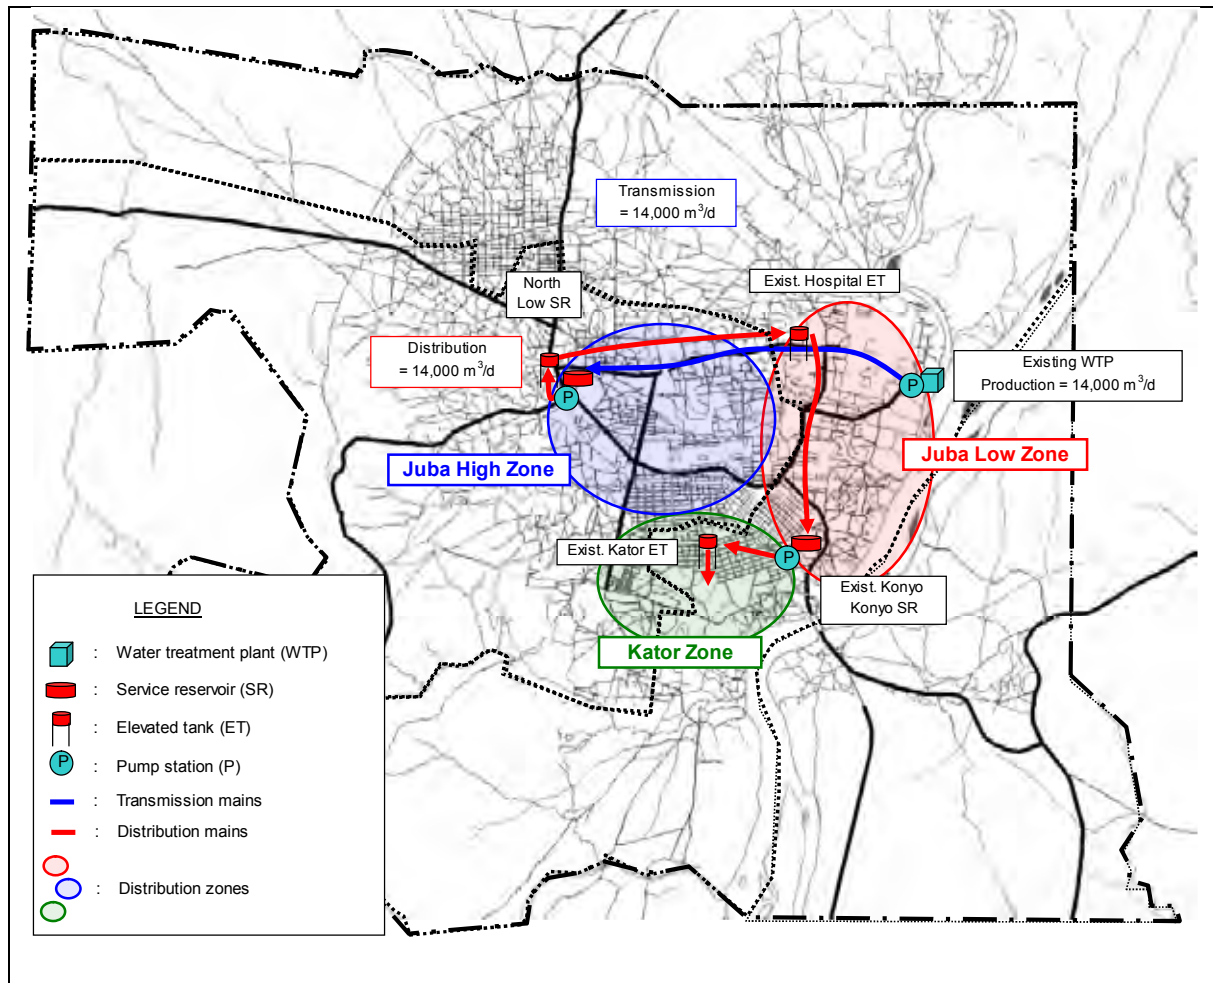 Transmission
= 14,000 m³/d
Exist. Hospital ET
North
Low SR
Distribution
= 14,000 m³/d
Existing WTP
Production = 14,000 m³/d
P
P
Juba High Zone
Juba Low Zone
Exist. Kator ET
P
Exist. Konyo
Konyo SR
Kator Zone
LEGEND
: Water treatment plant (WTP)
: Service reservoir (SR)
: Elevated tank (ET)
P : Pump station (P)
: Transmission mains
: Distribution mains
: Distribution zones